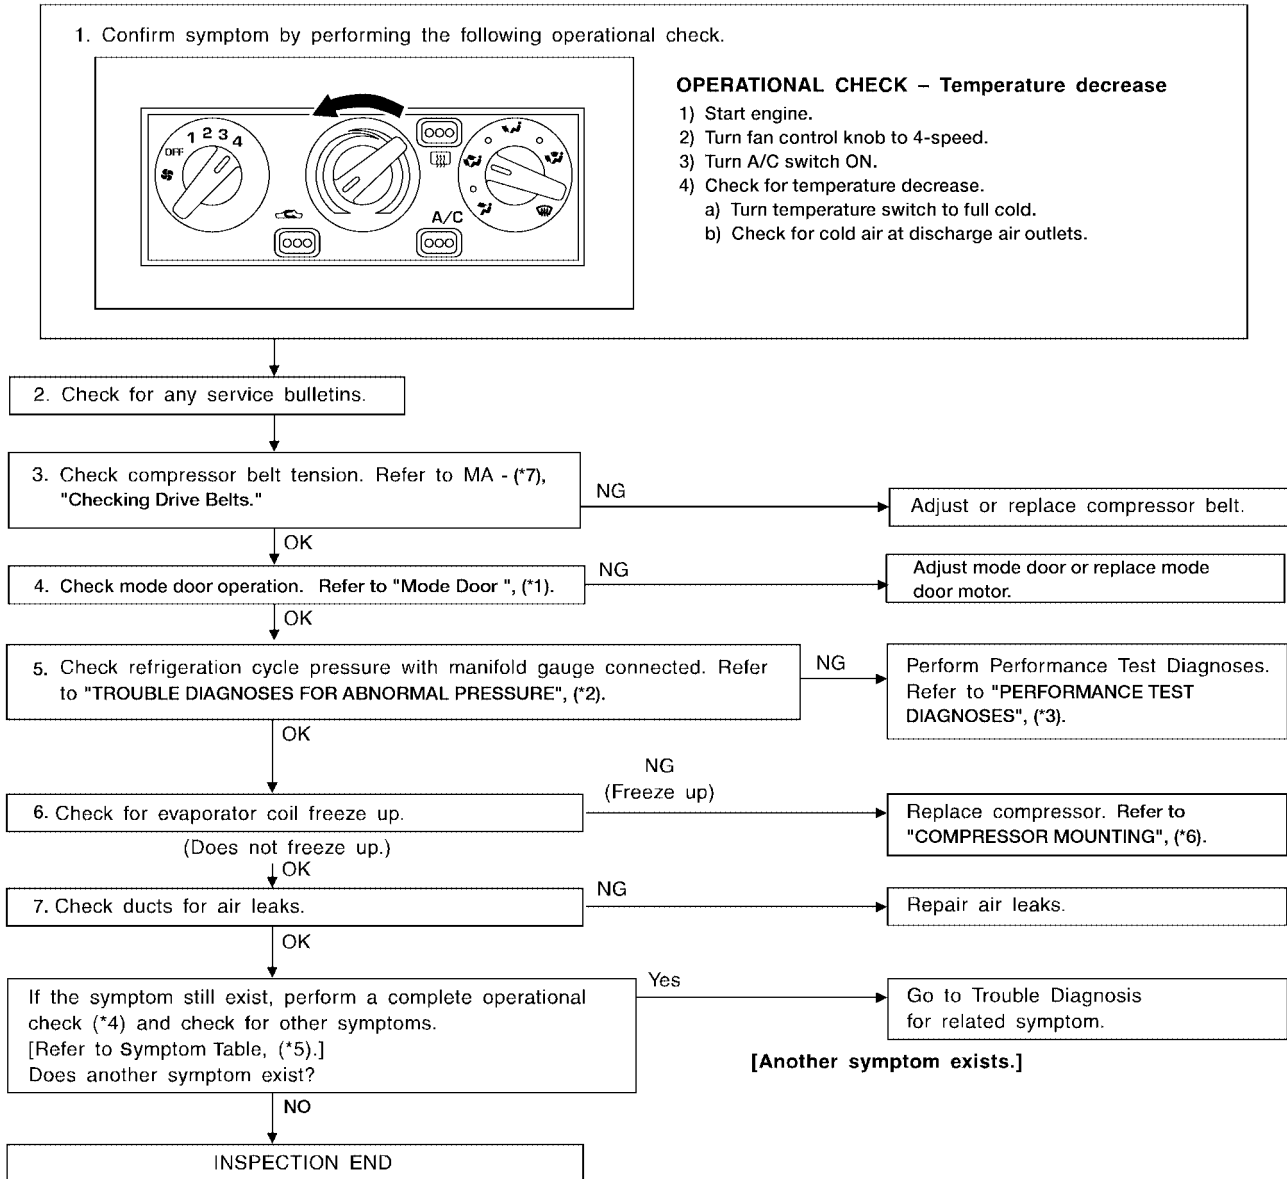 1. Confirm symptom by performing the following operational check.
OFF 1 2 3 4
A/C
OPERATIONAL CHECK – Temperature decrease
1) Start engine.
2) Turn fan control knob to 4-speed.
3) Turn A/C switch ON.
4) Check for temperature decrease.
a) Turn temperature switch to full cold.
b) Check for cold air at discharge air outlets.
2. Check for any service bulletins.
3. Check compressor belt tension. Refer to MA - (*7),
"Checking Drive Belts."
NG
Adjust or replace compressor belt.
OK
4. Check mode door operation. Refer to "Mode Door ", (*1).
NG
Adjust mode door or replace mode
door motor.
OK
5. Check refrigeration cycle pressure with manifold gauge connected. Refer
to "TROUBLE DIAGNOSES FOR ABNORMAL PRESSURE", (*2).
NG
Perform Performance Test Diagnoses.
Refer to "PERFORMANCE TEST
DIAGNOSES", (*3).
OK
6. Check for evaporator coil freeze up.
NG
(Freeze up)
Replace compressor. Refer to
"COMPRESSOR MOUNTING", (*6).
(Does not freeze up.)
OK
7. Check ducts for air leaks.
NG
Repair air leaks.
OK
If the symptom still exist, perform a complete operational
check (*4) and check for other symptoms.
[Refer to Symptom Table, (*5).]
Does another symptom exist?
Yes
Go to Trouble Diagnosis
for related symptom.
[Another symptom exists.]
NO
INSPECTION END